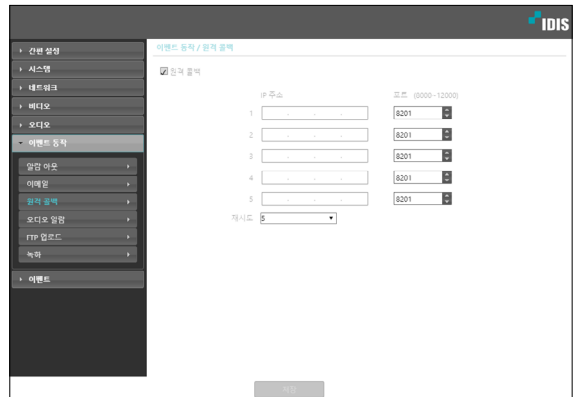 IDIS
간편 설정
시스템
네트워크
비디오
오디오
이벤트 동작
알람 아웃
이메일
원격 콜백
오디오 알람
FTP 업로드
녹화
이벤트
이벤트 동작 / 원격 콜백
원격 콜백
IP 주소 포트 (8000~12000)
1 . . . 8201
2 . . . 8201
3 . . . 8201
4 . . . 8201
5 . . . 8201
재시도 5
저장